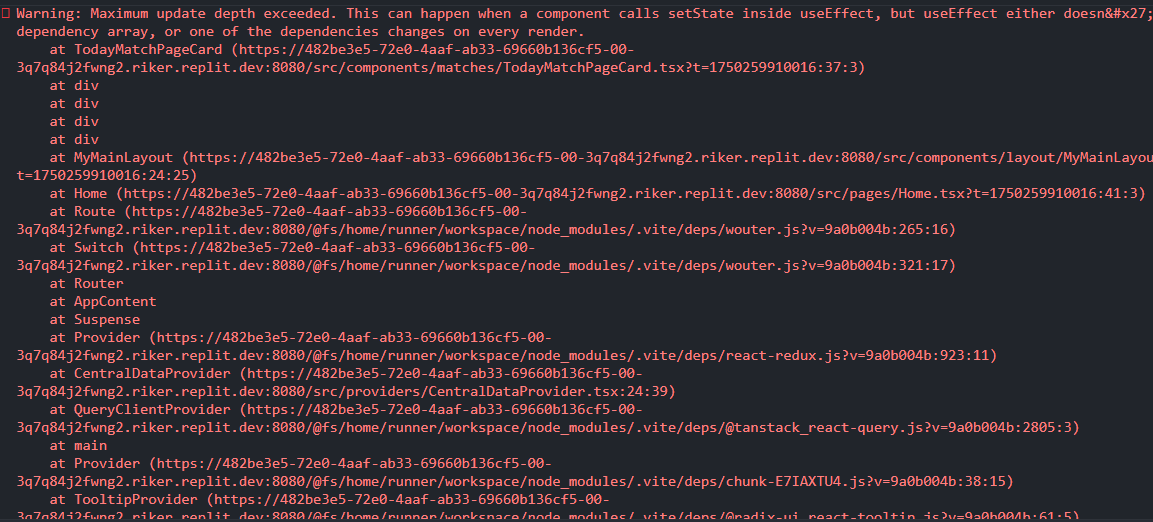 Warning: Maximum update depth exceeded. This can happen when a component calls setState inside useEffect, but useEffect either doesn&#x27;
dependency array, or one of the dependencies changes on every render.
at TodayMatchPageCard (https://482be3e5-72e0-4aaf-ab33-69660b136cf5-00-
3q7q84j2fwng2.riker.replit.dev:8080/src/components/matches/TodayMatchPageCard.tsx?t=1750259910016:37:3)
at div
at div
at div
at div
at MyMainLayout (https://482be3e5-72e0-4aaf-ab33-69660b136cf5-00-3q7q84j2fwng2.riker.replit.dev:8080/src/components/layout/MyMainLayou
t=1750259910016:24:25)
at Home (https://482be3e5-72e0-4aaf-ab33-69660b136cf5-00-3q7q84j2fwng2.riker.replit.dev:8080/src/pages/Home.tsx?t=1750259910016:41:3)
at Route (https://482be3e5-72e0-4aaf-ab33-69660b136cf5-00-
3q7q84j2fwng2.riker.replit.dev:8080/@fs/home/runner/workspace/node_modules/.vite/deps/wouter.js?v=9a0b004b:265:16)
at Switch (https://482be3e5-72e0-4aaf-ab33-69660b136cf5-00-
3q7q84j2fwng2.riker.replit.dev:8080/@fs/home/runner/workspace/node_modules/.vite/deps/wouter.js?v=9a0b004b:321:17)
at Router
at AppContent
at Suspense
at Provider (https://482be3e5-72e0-4aaf-ab33-69660b136cf5-00-
3q7q84j2fwng2.riker.replit.dev:8080/@fs/home/runner/workspace/node_modules/.vite/deps/react-redux.js?v=9a0b004b:923:11)
at CentralDataProvider (https://482be3e5-72e0-4aaf-ab33-69660b136cf5-00-
3q7q84j2fwng2.riker.replit.dev:8080/src/providers/CentralDataProvider.tsx:24:39)
at QueryClientProvider (https://482be3e5-72e0-4aaf-ab33-69660b136cf5-00-
3q7q84j2fwng2.riker.replit.dev:8080/@fs/home/runner/workspace/node_modules/.vite/deps/@tanstack_react-query.js?v=9a0b004b:2805:3)
at main
at Provider (https://482be3e5-72e0-4aaf-ab33-69660b136cf5-00-
3q7q84j2fwng2.riker.replit.dev:8080/@fs/home/runner/workspace/node_modules/.vite/deps/chunk-E7IAXTU4.js?v=9a0b004b:38:15)
at TooltipProvider (https://482be3e5-72e0-4aaf-ab33-69660b136cf5-00-
3q7q84j2fwng2.riker.replit.dev:8080/@fs/home/runner/workspace/node_modules/.vite/deps/@radix-ui_react-tooltip.js?v=9a0b004b:61:5)